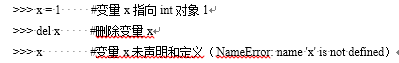 >>> x = 1 #变量 x 指向 int 对象 1
>>> del x #删除变量 x
>>> x #变量 x 未声明和定义（NameError: name 'x' is not defined）